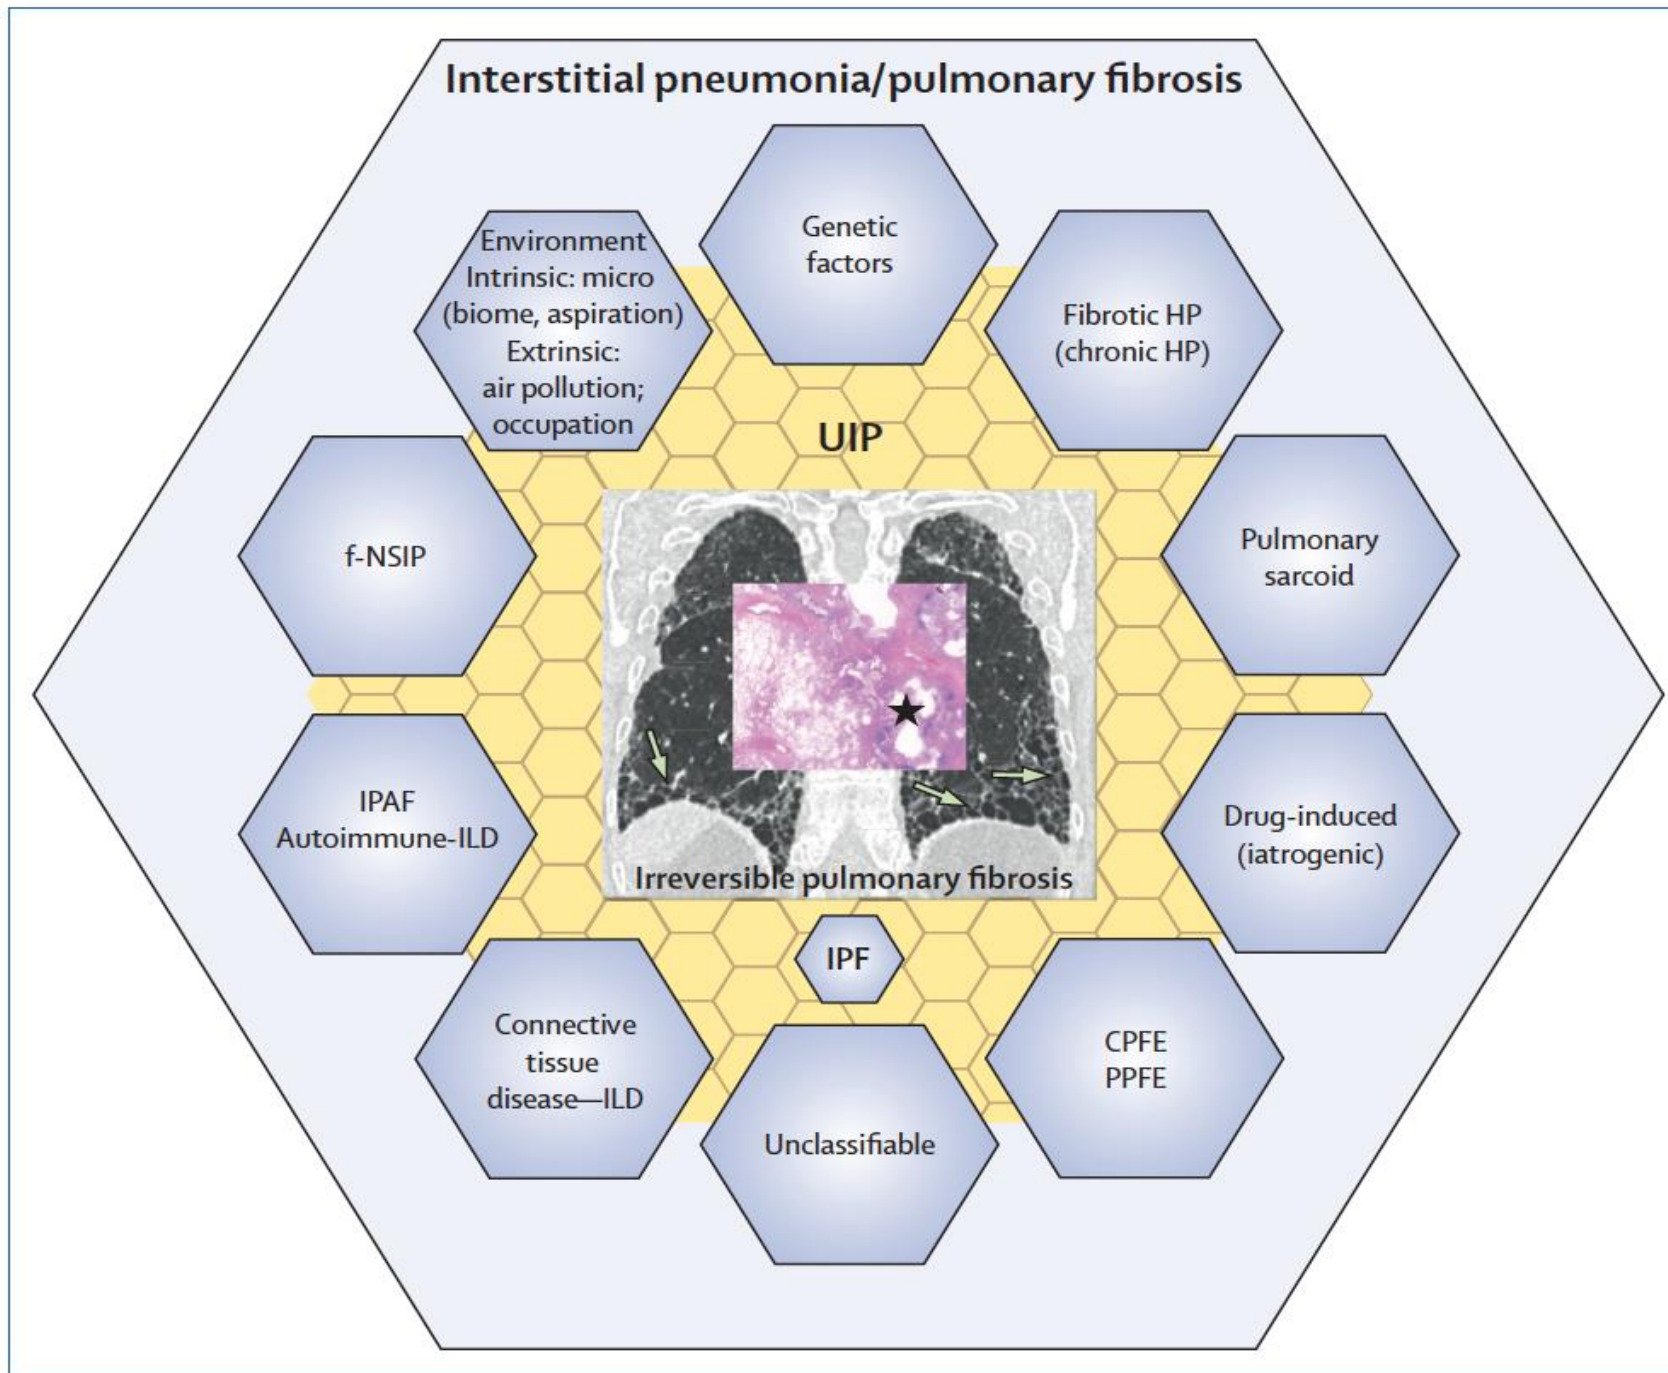 Interstitial pneumonia/pulmonary fibrosis
Genetic
factors
Environment
Intrinsic: micro
(biome, aspiration)
Extrinsic:
air pollution;
occupation
Fibrotic HP
(chronic HP)
UIP
f-NSIP
Pulmonary
sarcoid
IPAF
Autoimmune-ILD
Drug-induced
(iatrogenic)
Irreversible pulmonary fibrosis
IPF
Connective
tissue
disease—ILD
CPFE
PPFE
Unclassifiable